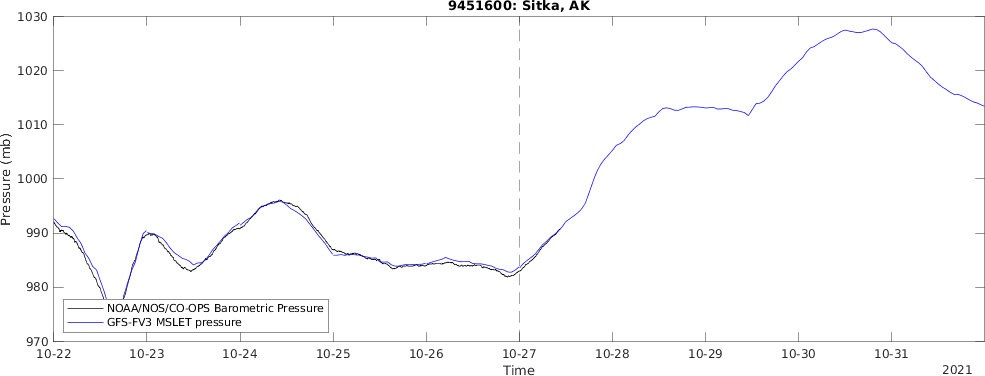 9451600: Sitka, AK
Pressure (mb)
1030
1020
1010
1000
990
980
970
NOAA/NOS/CO-OPS Barometric Pressure
GFS-FV3 MSLET pressure
10-22 10-23 10-24 10-25 10-26 10-27 10-28 10-29 10-30 10-31
Time
2021